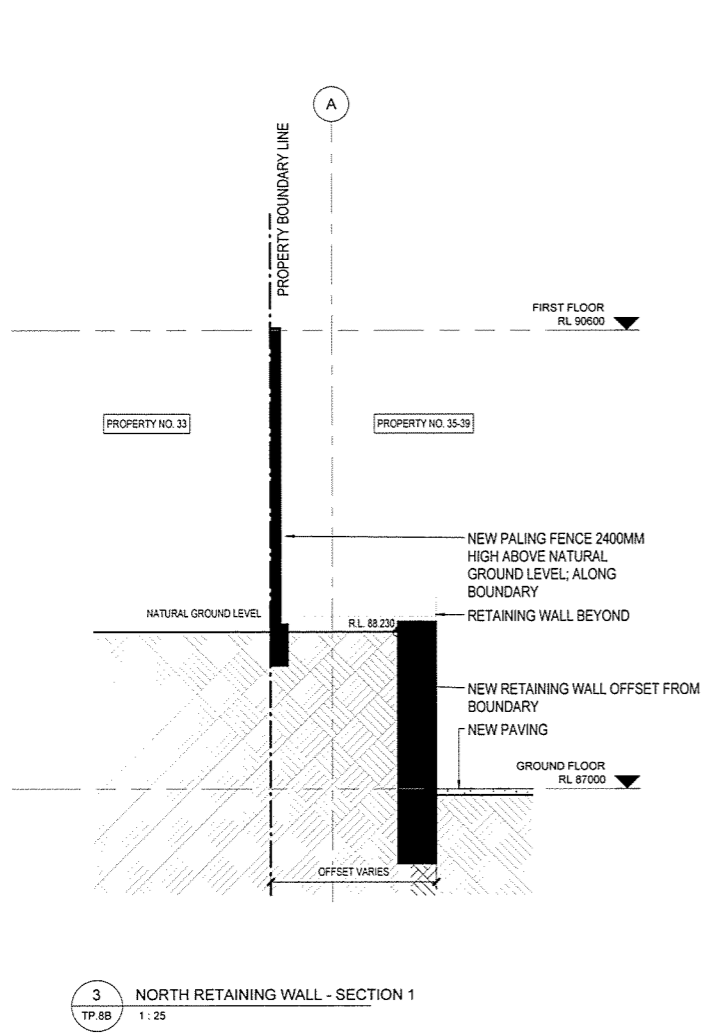 A
PROPERTY BOUNDARY LINE
FIRST FLOOR
RL 90600
PROPERTY NO. 33
PROPERTY NO. 35-39
NEW PALING FENCE 2400MM
HIGH ABOVE NATURAL
GROUND LEVEL; ALONG
BOUNDARY
NATURAL GROUND LEVEL
RETAINING WALL BEYOND
R.L. 88.230
NEW RETAINING WALL OFFSET FROM
BOUNDARY
NEW PAVING
GROUND FLOOR
RL 87000
OFFSET VARIES
3
NORTH RETAINING WALL - SECTION 1
TP.8B
1 : 25